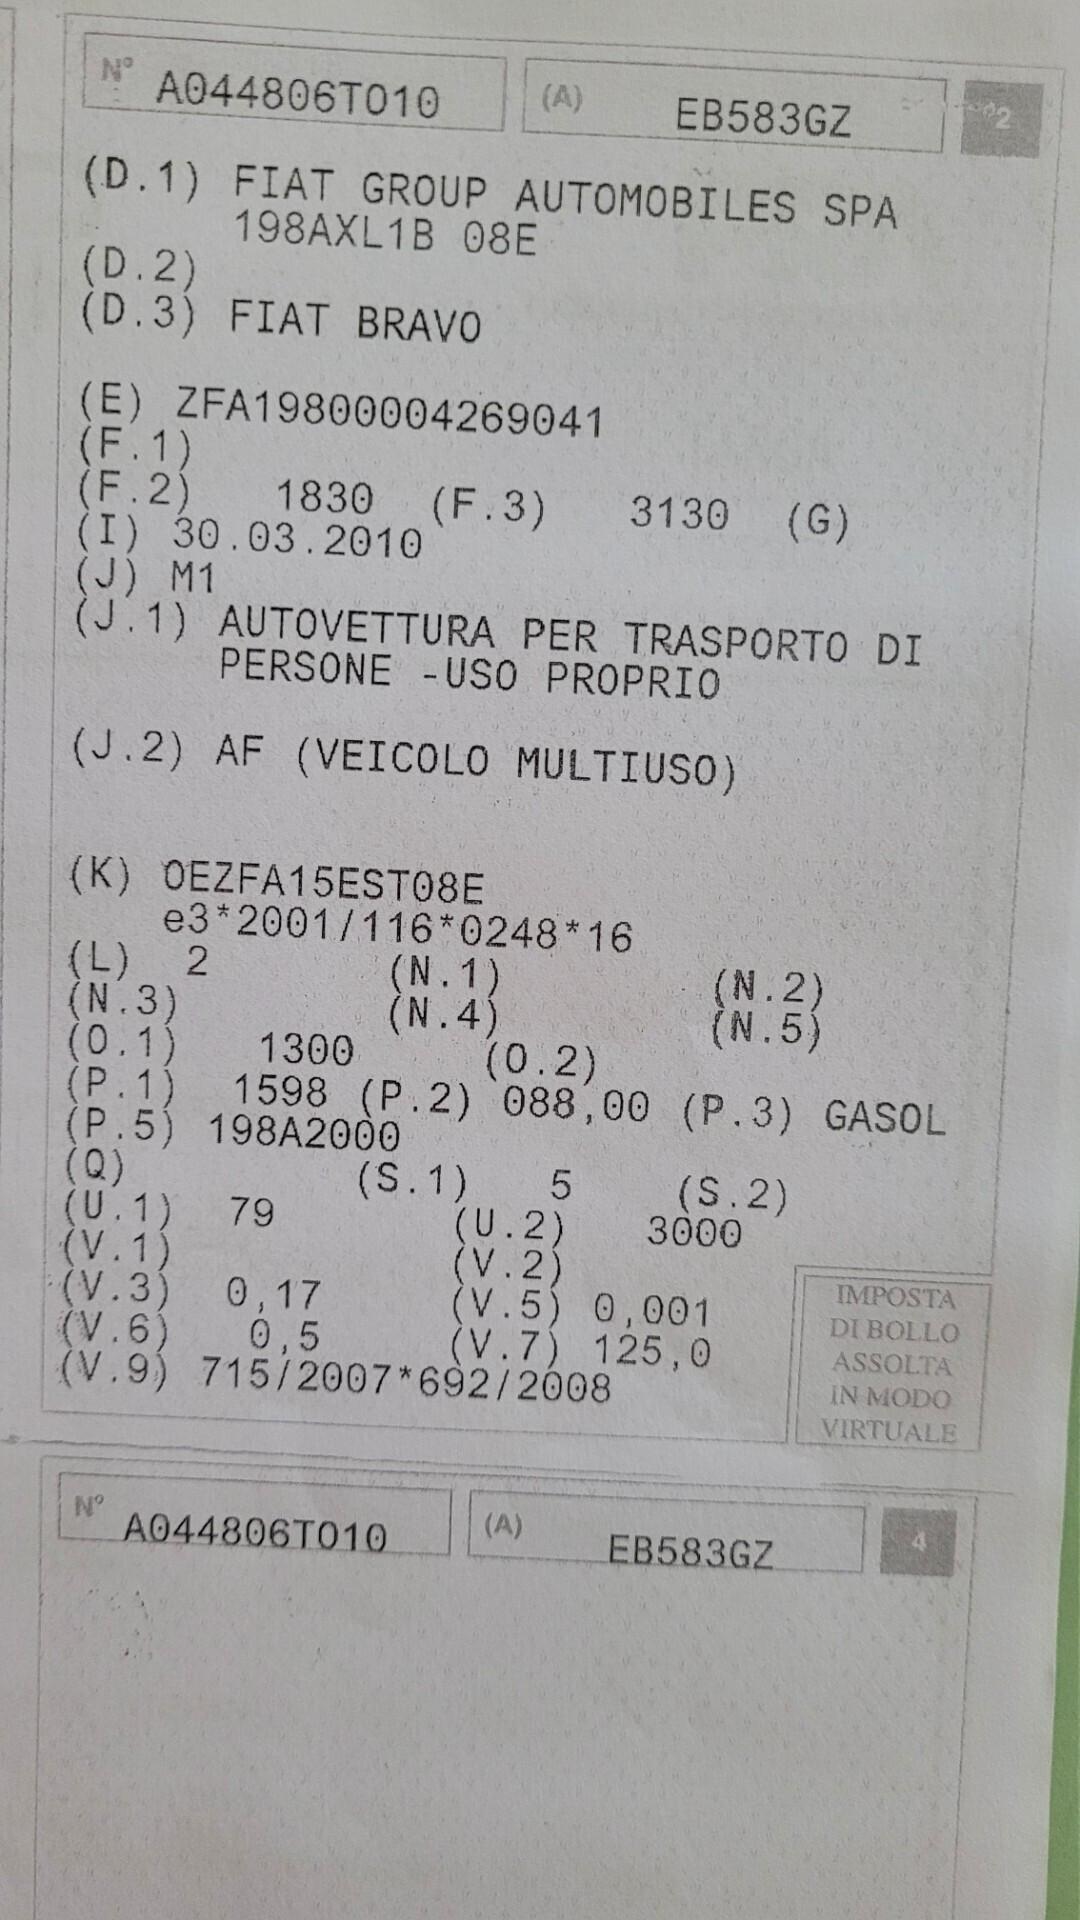 N° A044806TO10 (A) EB583GZ 2
(D.1) FIAT GROUP AUTOMOBILES SPA
198AXL1B 08E
(D.2)
(D.3) FIAT BRAVO
(E) ZFA19800004269041
(F.1)
(F.2) 1830 (F.3) 3130 (G)
(I) 30.03.2010
(J) M1
(J.1) AUTOVETTURA PER TRASPORTO DI
PERSONE -USO PROPRIO
(J.2) AF (VEICOLO MULTIUSO)
(K) OEZFA15EST08E
e3*2001/116*0248*16
(L) 2 (N.1) (N.2)
(N.3) (N.4) (N.5)
(O.1) 1300 (O.2)
(P.1) 1598 (P.2) 088,00 (P.3) GASOL
(P.5) 198A2000
(Q) (S.1) 5 (S.2)
(U.1) 79 (U.2) 3000
(V.1) (V.2)
(V.3) 0,17 (V.5) 0,001
(V.6) 0,5 (V.7) 125,0
(V.9) 715/2007*692/2008
IMPOSTA
DI BOLLO
ASSOLTA
IN MODO
VIRTUALE
N° A044806TO10 (A) EB583GZ 4